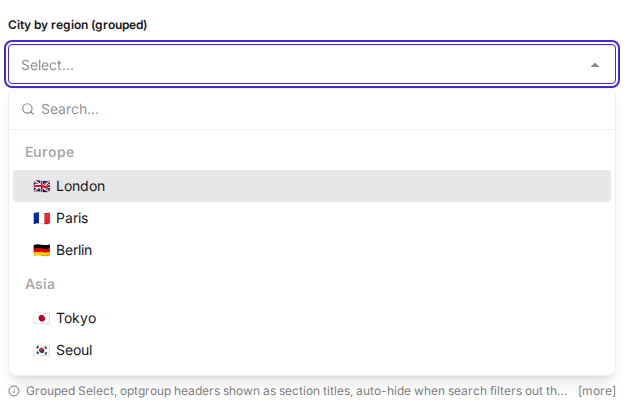 City by region (grouped)
Select...
Search...
Europe
London
Paris
Berlin
Asia
Tokyo
Seoul
Grouped Select, optgroup headers shown as section titles, auto-hide when search filters out th... [more]